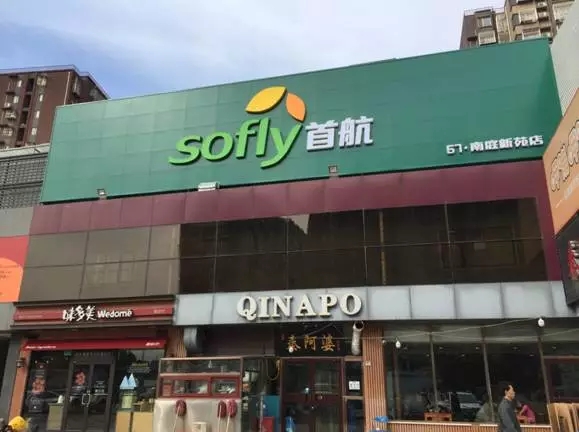 sofly首航
57·南庭新苑店
味多美 Wedomé
QINAPO
秦阿婆